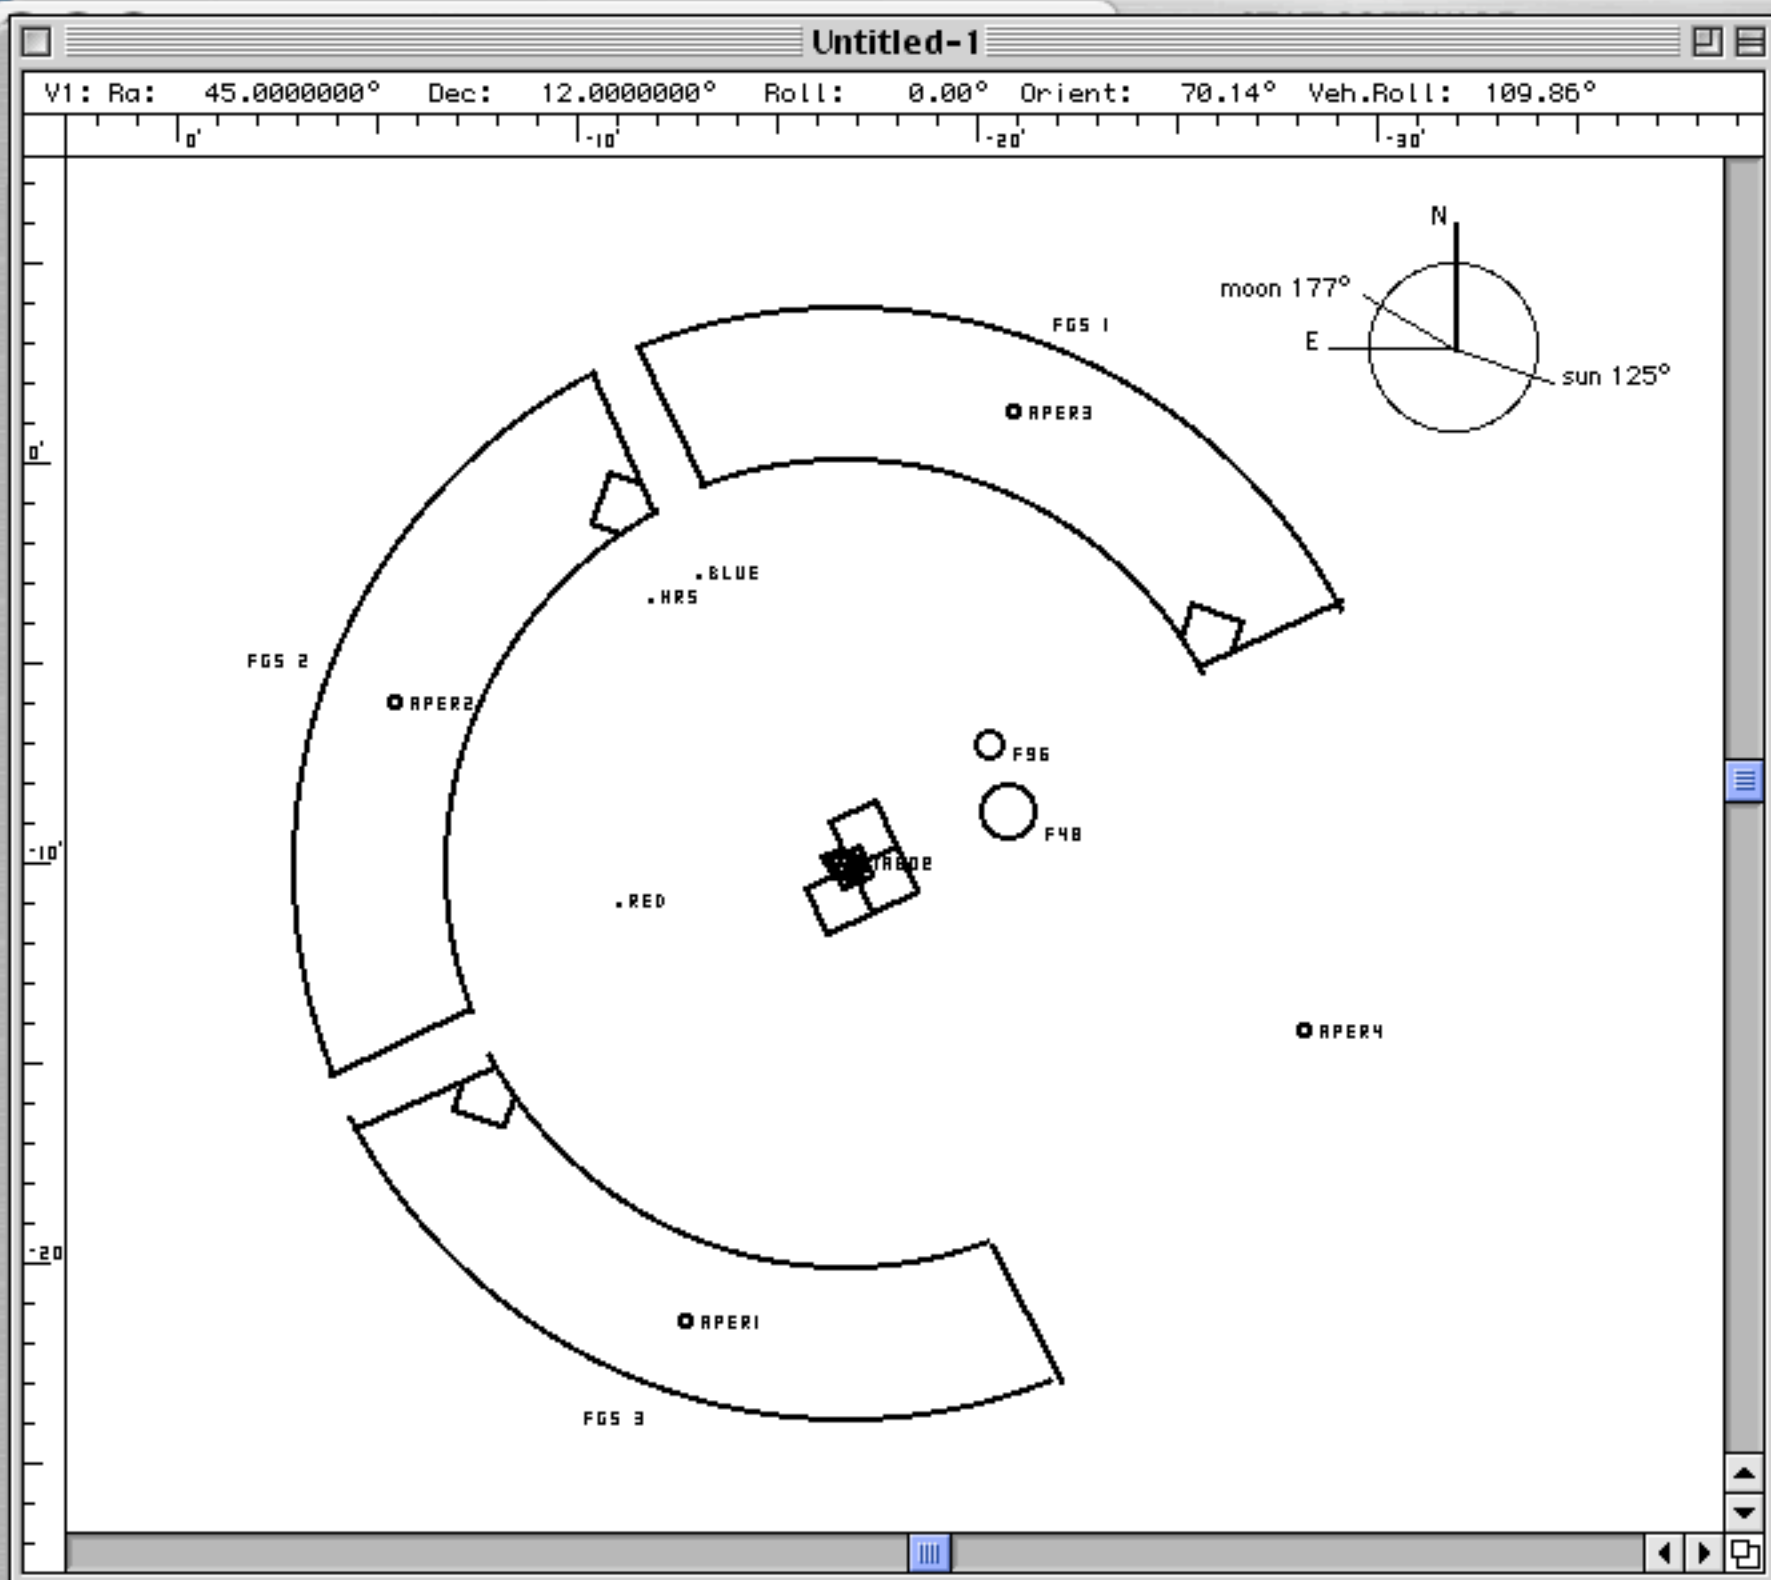 Untitled-1
V1: Ra: 45.0000000° Dec: 12.0000000° Roll: 0.00° Orient: 70.14° Veh.Roll: 109.86°
0' -10' -20' -30'
N
moon 177°
FGS 1
E
sun 125°
APER3
0'
BLUE
HRS
FGS 2
APER2
F96
F48
-10'
RED
APER4
-20
APER1
FGS 3